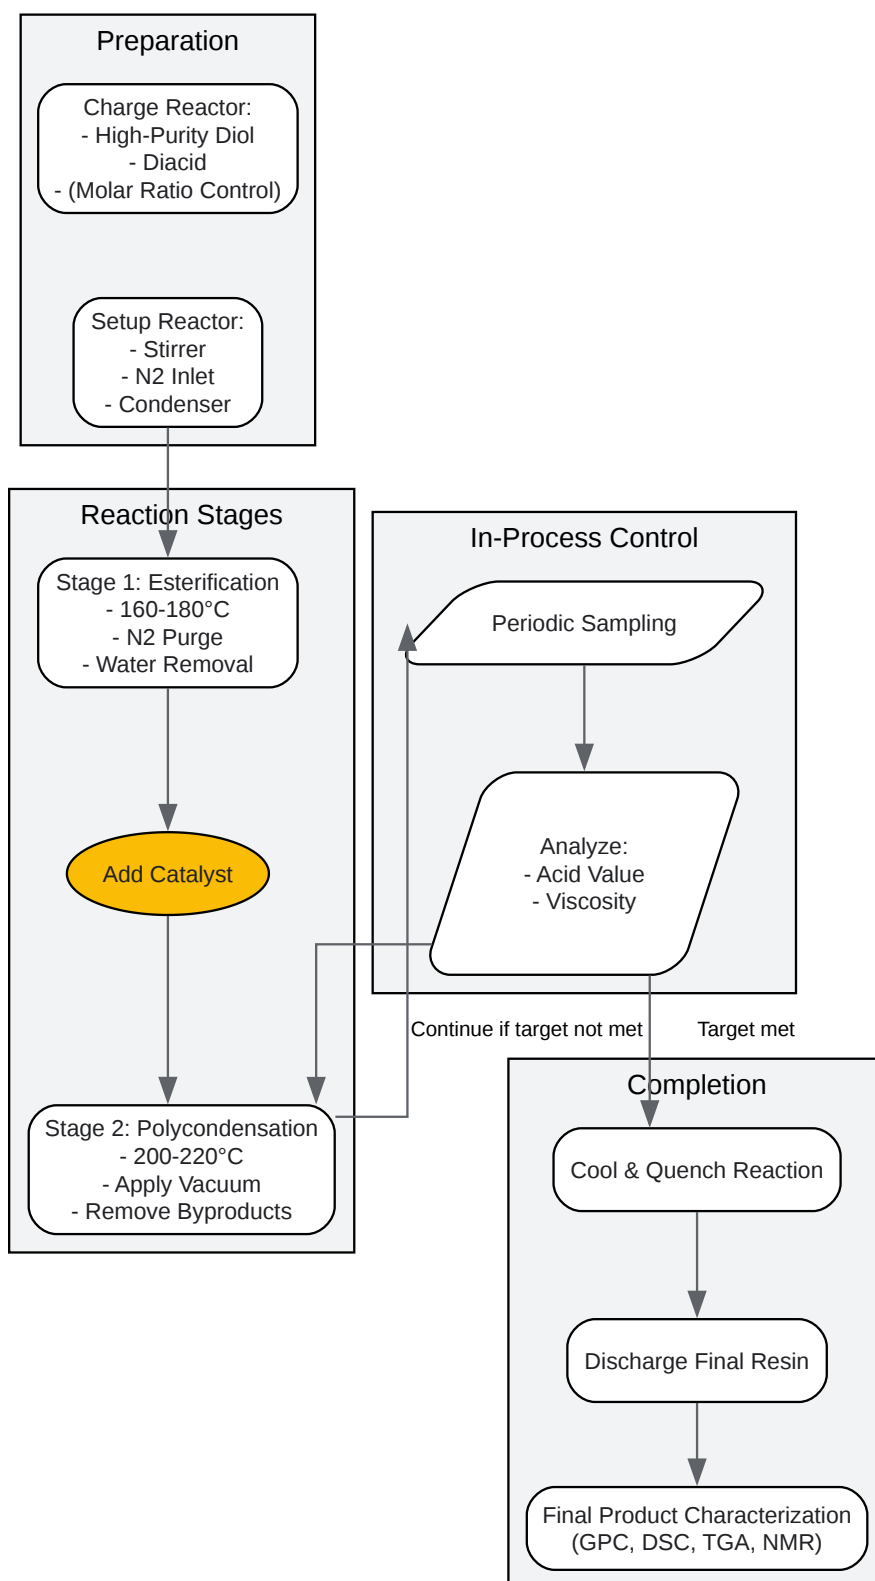 Preparation
Charge Reactor:
- High-Purity Diol
- Diacid
- (Molar Ratio Control)
Setup Reactor:
- Stirrer
- N2 Inlet
- Condenser
Reaction Stages
Stage 1: Esterification
- 160-180°C
- N2 Purge
- Water Removal
Add Catalyst
Stage 2: Polycondensation
- 200-220°C
- Apply Vacuum
- Remove Byproducts
In-Process Control
Periodic Sampling
Analyze:
- Acid Value
- Viscosity
Continue if target not met
Target met
Completion
Cool & Quench Reaction
Discharge Final Resin
Final Product Characterization
(GPC, DSC, TGA, NMR)